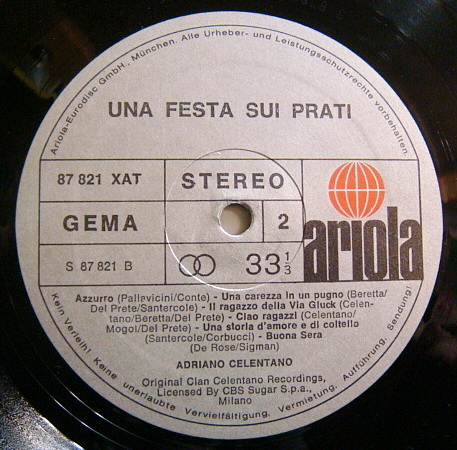 Ariola-Eurodisc GmbH., München. Alle Urheber- und Leistungsschutzrechte vorbehalten.
UNA FESTA SUI PRATI
87 821 XAT
STEREO
GEMA
2
ariola
S 87 821 B
33 1/3
Azzurro (Pallavicini/Conte) - Una carezza in un pugno (Beretta/
Del Prete/Santercole) - Il ragazzo della Via Gluck (Celen-
tano/Beretta/Del Prete) - Ciao ragazzi (Celentano/
Mogol/Del Prete) - Una storia d'amore e di coltello
(Santercole/Corbucci) - Buona Sera
(De Rose/Sigman)
ADRIANO CELENTANO
Original Clan Celentano Recordings,
Licensed By CBS Sugar S.p.a.,
Milano
Kein Verleih! Keine unerlaubte Vervielfältigung, Vermietung, Aufführung, Sendung!